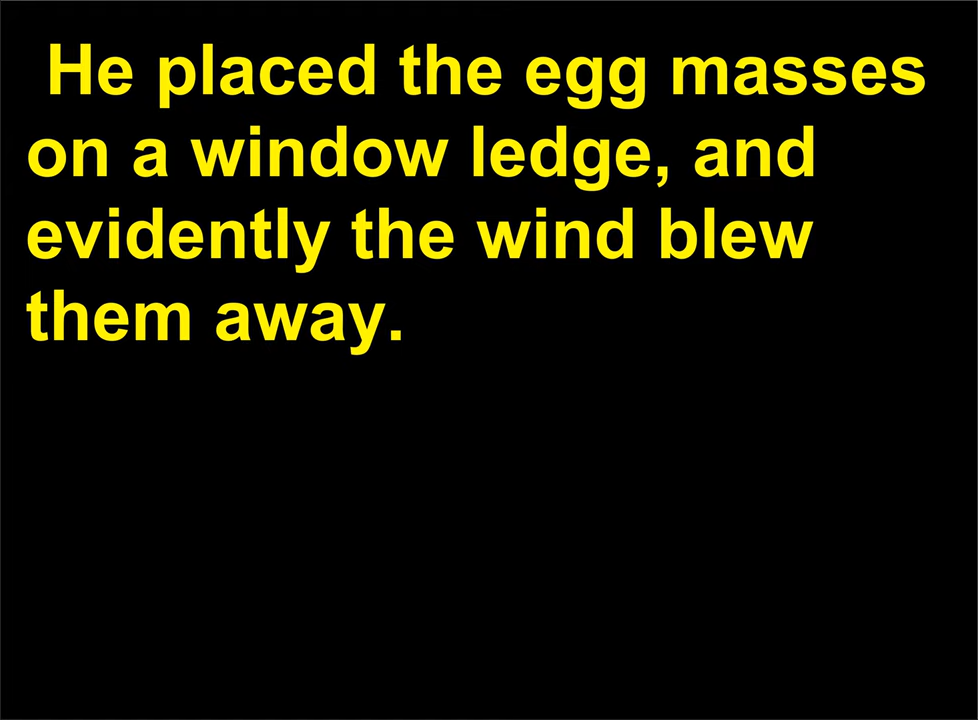 He placed the egg masses
on a window ledge, and
evidently the wind blew
them away.